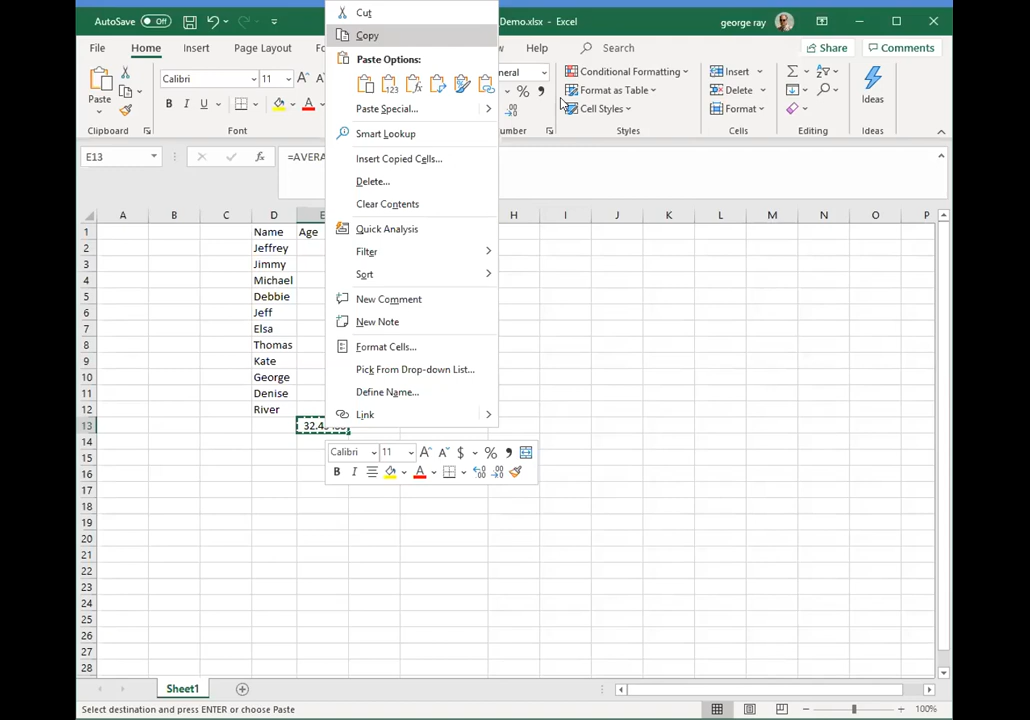 AutoSave Off Demo.xlsx - Excel george ray
File Home Insert Page Layout Help Search Share Comments
Cut
Copy
Paste Options:
Paste Special...
Smart Lookup
Insert Copied Cells...
Delete...
Clear Contents
Quick Analysis
Filter
Sort
New Comment
New Note
Format Cells...
Pick From Drop-down List...
Define Name...
Link
Paste
Clipboard
Calibri 11
B I U
Font
%
Conditional Formatting
Format as Table
Cell Styles
Styles
Insert
Delete
Format
Cells
Editing
Ideas
Ideas
E13 fx
A B C D E H I J K L M N O P
1 Name Age
2 Jeffrey
3 Jimmy
4 Michael
5 Debbie
6 Jeff
7 Elsa
8 Thomas
9 Kate
10 George
11 Denise
12 River
13
14
15
16
17
18
19
20
21
22
23
24
25
26
27
28
Calibri 11 A A $ % ,
B I A
Sheet1
Select destination and press ENTER or choose Paste 100%